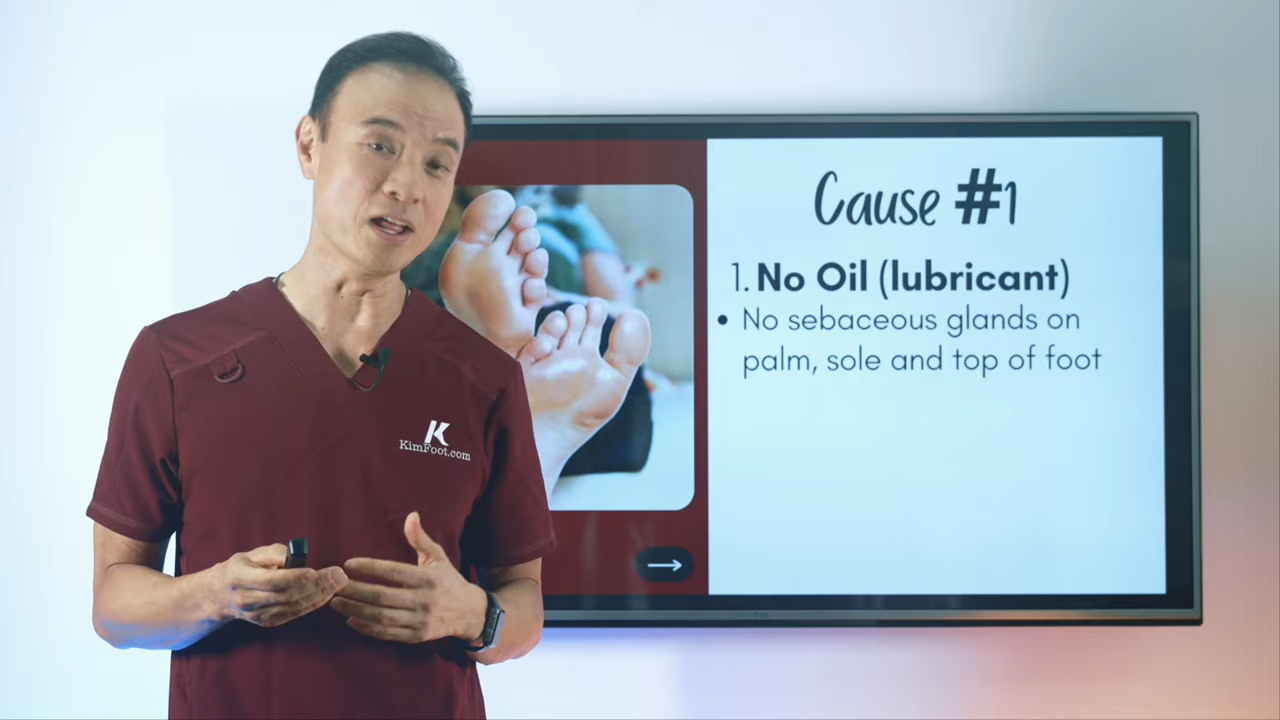 Cause #1
1. No Oil (lubricant)
• No sebaceous glands on
palm, sole and top of foot
K
KimFoot.com